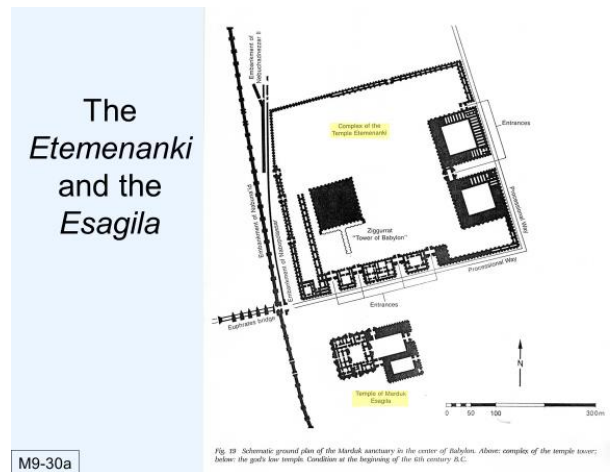 The
Etemenanki
and the
Esagila
M9-30a
Embankment of
Nebuchadnezzar II
Complex of the
Temple Etemenanki
Entrances
Embankment of Nabopolassar
Ziggurat
"Tower of Babylon"
Processional Way
Processional Way
Entrances
Euphrates bridge
Temple of Marduk
Esagila
N
0 50 100 300m
Fig. 19 Schematic ground plan of the Marduk sanctuary in the center of Babylon. Above: complex of the temple tower;
below: the god's low temple. Condition at the beginning of the 6th century B.C.